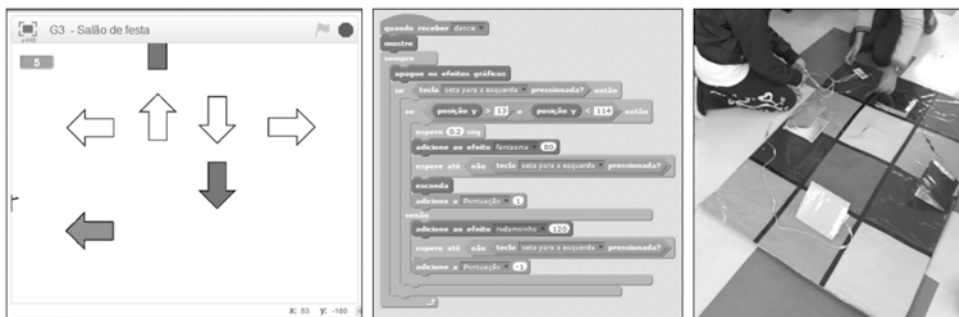 G3 - Salão de festa
5
x: 53 y: -180
quando receber dance
mostre
sempre
apague os efeitos gráficos
se tecla seta para a esquerda pressionada? então
se posição y > 13 e posição y < 114 então
espere 0.2 seg
adicione ao efeito fantasma 80
espere até não tecla seta para a esquerda pressionada?
esconda
adicione a Pontuação 1
senão
adicione ao efeito rodamoinho 120
espere até não tecla seta para a esquerda pressionada?
adicione a Pontuação -1